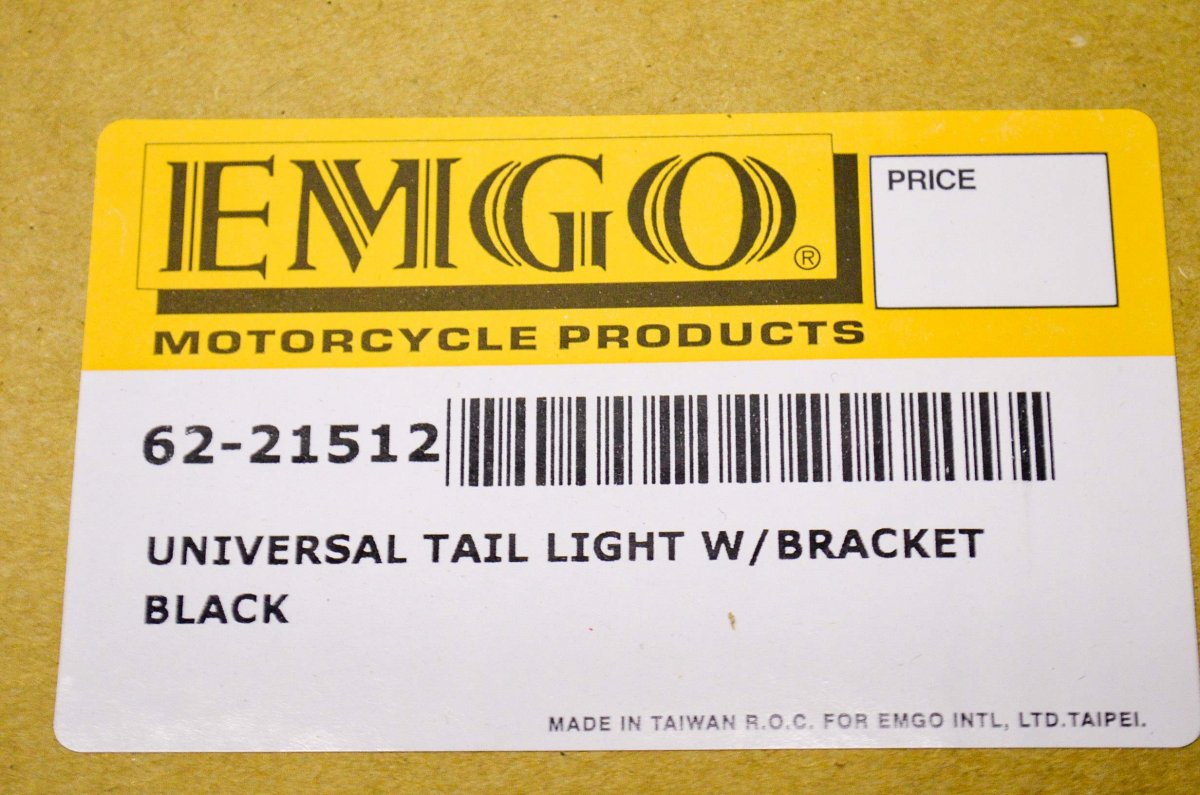 EMGO®
PRICE
MOTORCYCLE PRODUCTS
62-21512
UNIVERSAL TAIL LIGHT W/BRACKET
BLACK
MADE IN TAIWAN R.O.C. FOR EMGO INTL, LTD.TAIPEI.